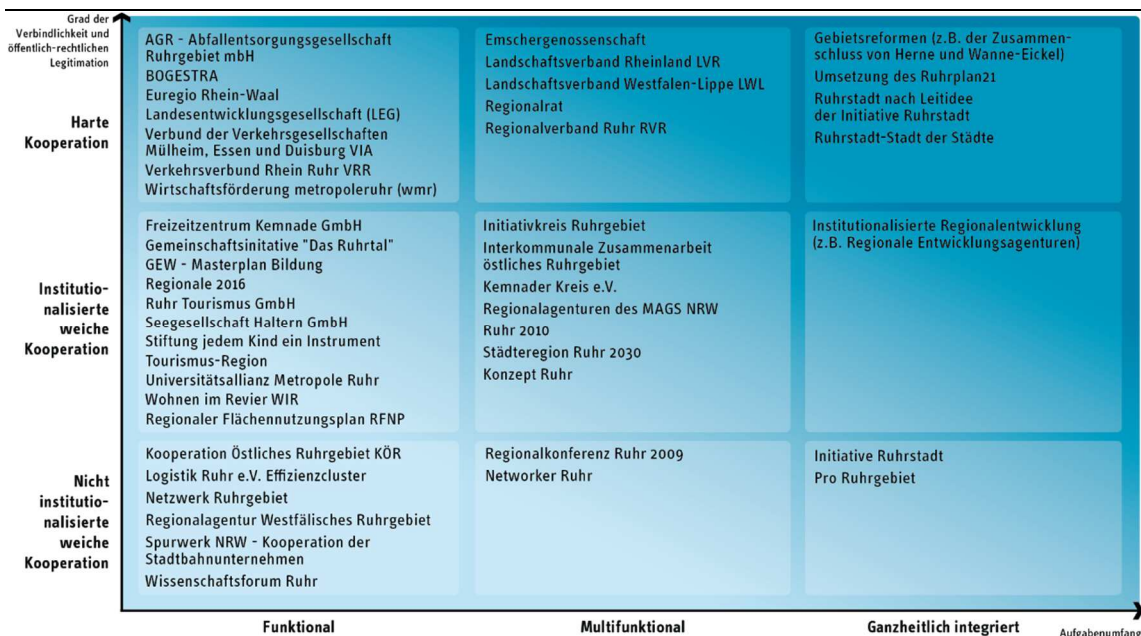 Grad der
Verbindlichkeit und
öffentlich-rechtlichen
Legitimation
Harte
Kooperation
AGR - Abfallentsorgungsgesellschaft
Ruhrgebiet mbH
BOGESTRA
Euregio Rhein-Waal
Landesentwicklungsgesellschaft (LEG)
Verbund der Verkehrsgesellschaften
Mülheim, Essen und Duisburg VIA
Verkehrsverbund Rhein Ruhr VRR
Wirtschaftsförderung metropoleruhr (wmr)
Emschergenossenschaft
Landschaftsverband Rheinland LVR
Landschaftsverband Westfalen-Lippe LWL
Regionalrat
Regionalverband Ruhr RVR
Gebietsreformen (z.B. der Zusammen-
schluss von Herne und Wanne-Eickel)
Umsetzung des Ruhrplan21
Ruhrstadt nach Leitidee
der Initiative Ruhrstadt
Ruhrstadt-Stadt der Städte
Institutio-
nalisierte
weiche
Kooperation
Freizeitzentrum Kemnade GmbH
Gemeinschaftsinitative "Das Ruhrtal"
GEW - Masterplan Bildung
Regionale 2016
Ruhr Tourismus GmbH
Seegesellschaft Haltern GmbH
Stiftung jedem Kind ein Instrument
Tourismus-Region
Universitätsallianz Metropole Ruhr
Wohnen im Revier WIR
Regionaler Flächennutzungsplan RFNP
Initiativkreis Ruhrgebiet
Interkommunale Zusammenarbeit
östliches Ruhrgebiet
Kemnader Kreis e.V.
Regionalagenturen des MAGS NRW
Ruhr 2010
Städteregion Ruhr 2030
Konzept Ruhr
Institutionalisierte Regionalentwicklung
(z.B. Regionale Entwicklungsagenturen)
Nicht
institutio-
nalisierte
weiche
Kooperation
Kooperation Östliches Ruhrgebiet KÖR
Logistik Ruhr e.V. Effizienzcluster
Netzwerk Ruhrgebiet
Regionalagentur Westfälisches Ruhrgebiet
Spurwerk NRW - Kooperation der
Stadtbahnunternehmen
Wissenschaftsforum Ruhr
Regionalkonferenz Ruhr 2009
Networker Ruhr
Initiative Ruhrstadt
Pro Ruhrgebiet
Funktional
Multifunktional
Ganzheitlich integriert
Aufgabenumfang